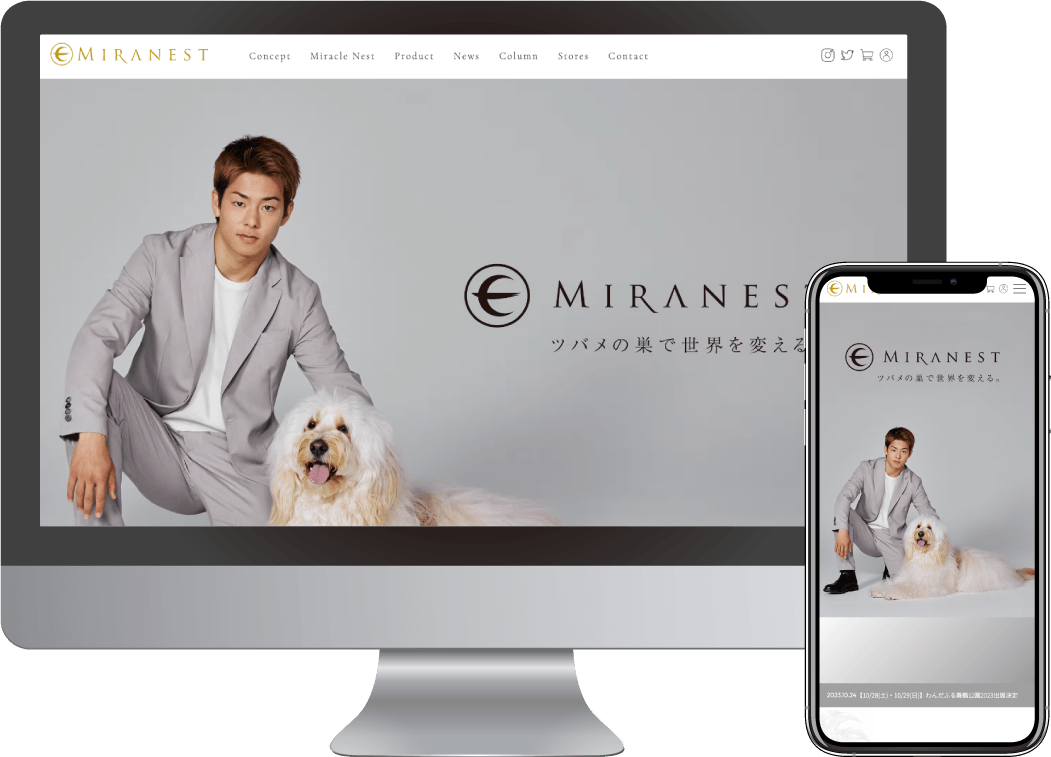 MIRANEST Concept Miracle Nest Product News Column Stores Contact
MIRANES
ツバメの巣で世界を変える
MI
MIRANEST
ツバメの巣で世界を変える。
2023.10.24【10/28(土)・10/29(日)】わんだふる舞鶴公園2023出展決定